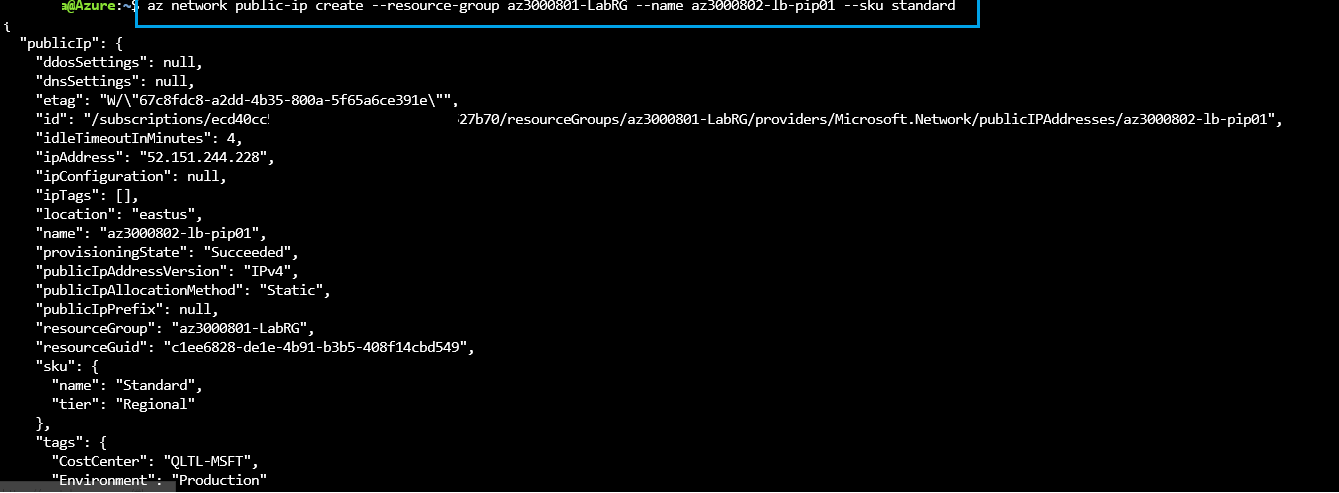 a@Azure:~$ az network public-ip create --resource-group az3000801-LabRG --name az3000802-lb-pip01 --sku standard
{
"publicIp": {
"ddosSettings": null,
"dnsSettings": null,
"etag": "W/\"67c8fdc8-a2dd-4b35-800a-5f65a6ce391e\"",
"id": "/subscriptions/ecd40cc 27b70/resourceGroups/az3000801-LabRG/providers/Microsoft.Network/publicIPAddresses/az3000802-lb-pip01",
"idleTimeoutInMinutes": 4,
"ipAddress": "52.151.244.228",
"ipConfiguration": null,
"ipTags": [],
"location": "eastus",
"name": "az3000802-lb-pip01",
"provisioningState": "Succeeded",
"publicIpAddressVersion": "IPv4",
"publicIpAllocationMethod": "Static",
"publicIpPrefix": null,
"resourceGroup": "az3000801-LabRG",
"resourceGuid": "c1ee6828-de1e-4b91-b3b5-408f14cbd549",
"sku": {
"name": "Standard",
"tier": "Regional"
},
"tags": {
"CostCenter": "QLTL-MSFT",
"Environment": "Production"